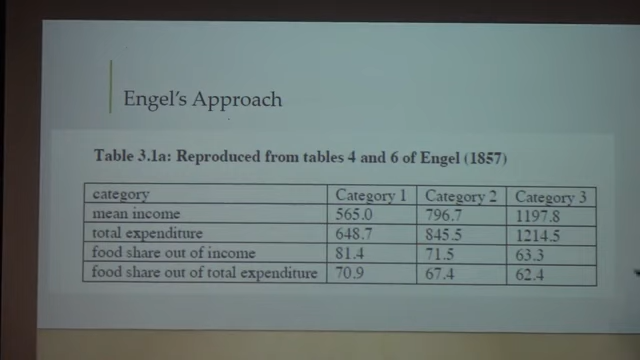 Engel's Approach
Table 3.1a: Reproduced from tables 4 and 6 of Engel (1857)
category Category 1 Category 2 Category 3
mean income 565.0 796.7 1197.8
total expenditure 648.7 845.5 1214.5
food share out of income 81.4 71.5 63.3
food share out of total expenditure 70.9 67.4 62.4